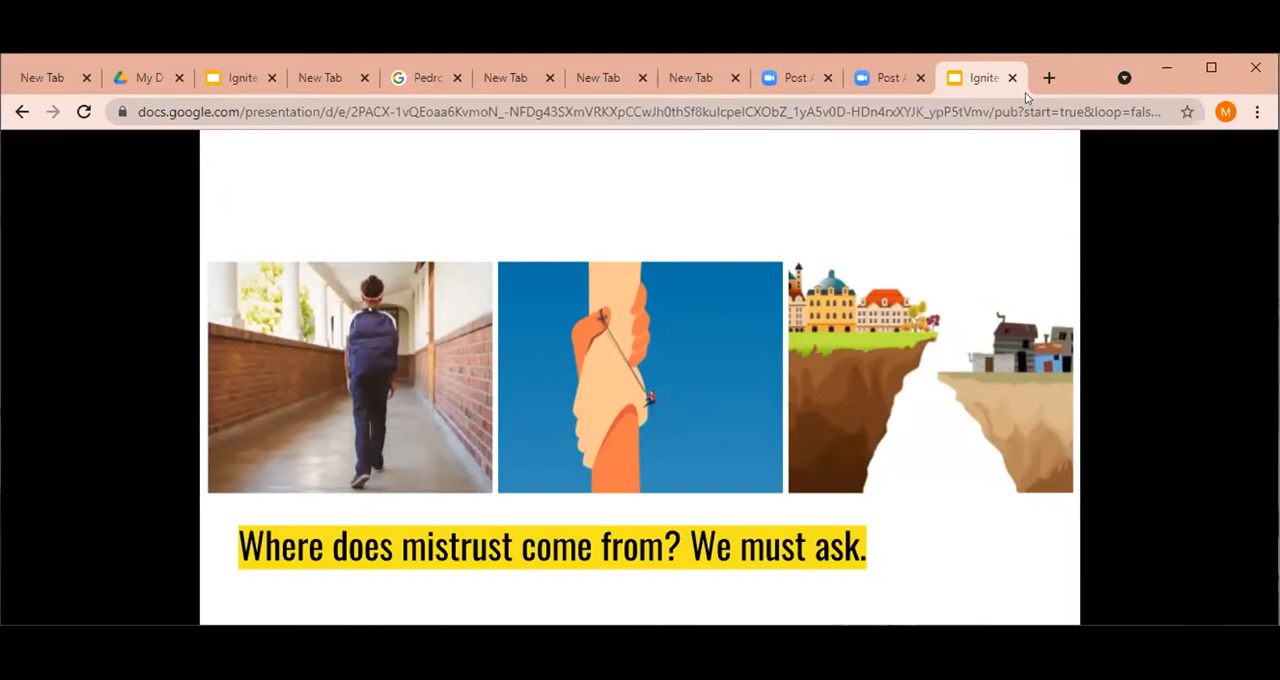 New Tab
My D
Ignite
New Tab
Pedro
New Tab
New Tab
New Tab
Post A
Post A
Ignite
docs.google.com/presentation/d/e/2PACX-1vQEoaa6KvmoN_-NFDg43SXmVRKXpCCwJh0thSf8kulcpeICXObZ_1yA5v0D-HDn4rxXYJK_ypP5tVmv/pub?start=true&loop=fals...
M
Where does mistrust come from? We must ask.